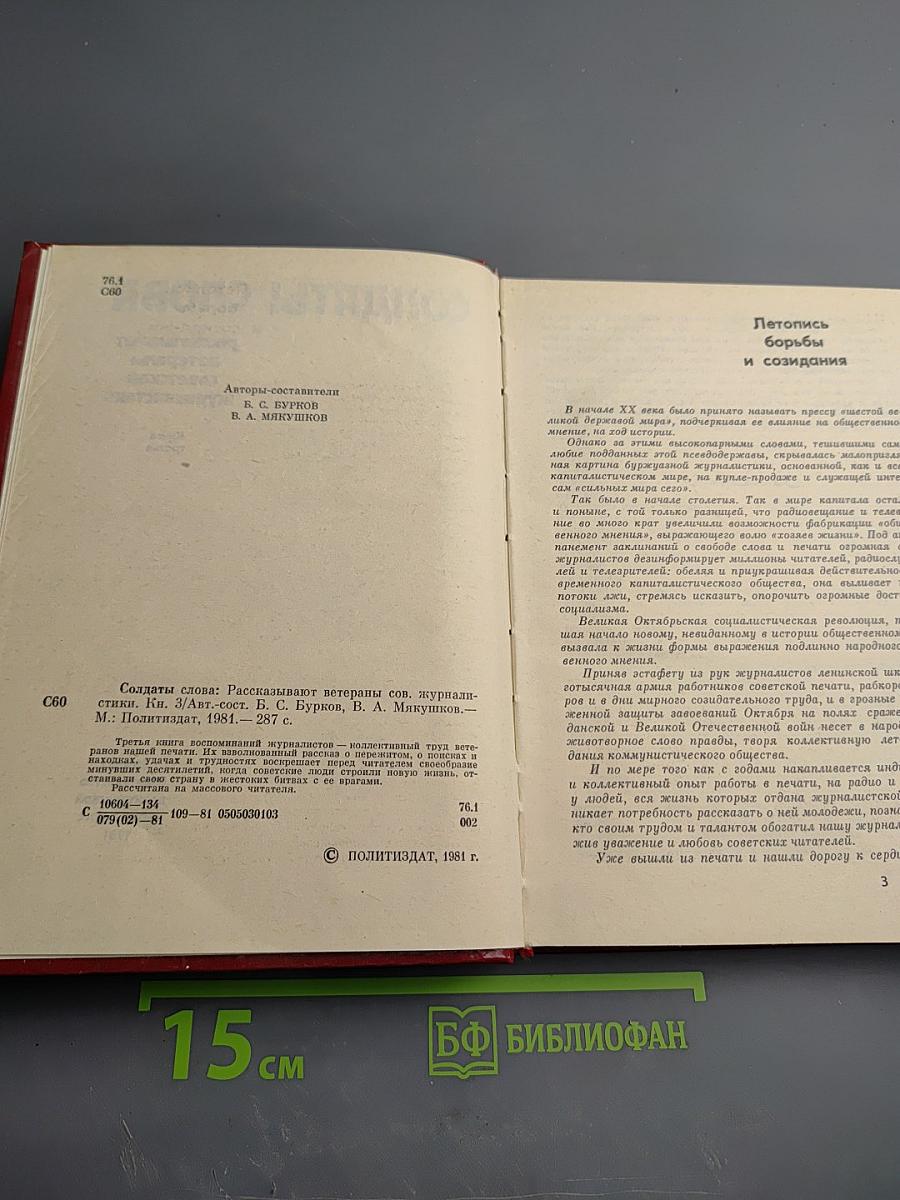 76.1
С60
Авторы-составители
Б. С. БУРКОВ
В. А. МЯКУШКОВ
Солдаты слова: Рассказывают ветераны сов. журнали-
С60 стики. Кн. 3/Авт.-сост. Б. С. Бурков, В. А. Мякушков.—
М.: Политиздат, 1981.— 287 с.
Третья книга воспоминаний журналистов — коллективный труд вете-
ранов нашей печати. Их взволнованный рассказ о пережитом, о поисках и
находках, удачах и трудностях воскрешает перед читателем своеобразие
минувших десятилетий, когда советские люди строили новую жизнь, от-
стаивали свою страну в жестоких битвах с ее врагами.
Рассчитана на массового читателя.
С 10604—134
079(02)—81 109—81 0505030103
76.1
002
© ПОЛИТИЗДАТ, 1981 г.
Летопись
борьбы
и созидания
В начале XX века было принято называть прессу «шестой ве-
ликой державой мира», подчеркивая ее влияние на общественно
мнение, на ход истории.
Однако за этими высокопарными словами, тешившими сам
любие подданных этой псевдодержавы, скрывалась малопригля
ная картина буржуазной журналистики, основанной, как и все
капиталистическом мире, на купле-продаже и служащей инте
сам «сильных мира сего».
Так было в начале столетия. Так в мире капитала оста
и поныне, с той только разницей, что радиовещание и телев
ние во много крат увеличили возможности фабрикации «об
венного мнения», выражающего волю «хозяев жизни». Под а
панемент заклинаний о свободе слова и печати огромная
журналистов дезинформирует миллионы читателей, радиослу
лей и телезрителей: обеляя и приукрашивая действительно
временного капиталистического общества, она выливает
потоки лжи, стремясь исказить, опорочить огромные дост
социализма.
Великая Октябрьская социалистическая революция, п
шая начало новому, невиданному в истории общественном
вызвала к жизни формы выражения подлинно народного
венного мнения.
Приняв эстафету из рук журналистов ленинской шк
готысячная армия работников советской печати, рабкоро
ров и в дни мирного созидательного труда, и в грозные
женной защиты завоеваний Октября на полях сраже
данской и Великой Отечественной войн несет в народ
животворное слово правды, творя коллективную лето
дания коммунистического общества.
И по мере того как с годами накапливается инд
и коллективный опыт работы в печати, на радио и
у людей, вся жизнь которых отдана журналистской
никает потребность рассказать о ней молодежи, позна
кто своим трудом и талантом обогатил нашу журнал
жив уважение и любовь советских читателей.
Уже вышли из печати и нашли дорогу к серди
3
15 см
БФ БИБЛИОФАН